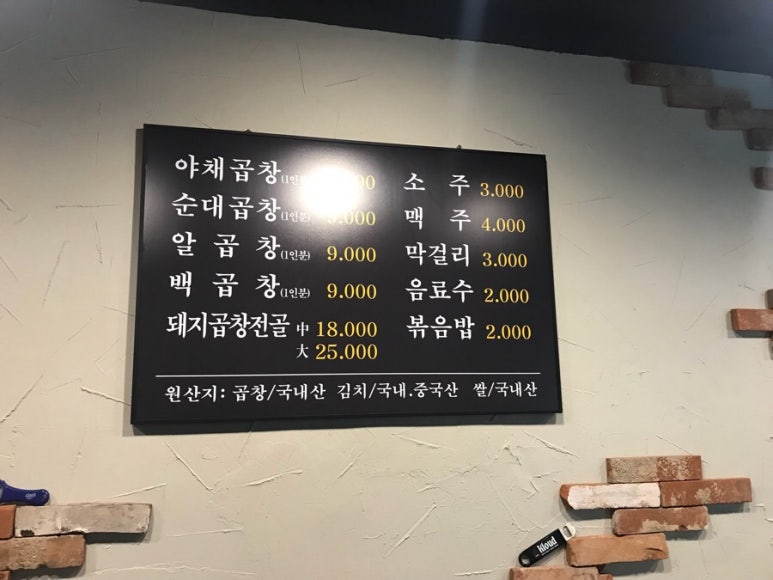 야채곱창(1인분)
순대곱창(1인분) 9.000
알 곱 창(1인분) 9.000
백 곱 창(1인분) 9.000
돼지곱창전골 中 18.000
大 25.000
소 주 3.000
맥 주 4.000
막걸리 3.000
음료수 2.000
볶음밥 2.000
원산지: 곱창/국내산 김치/국내.중국산 쌀/국내산
kloud